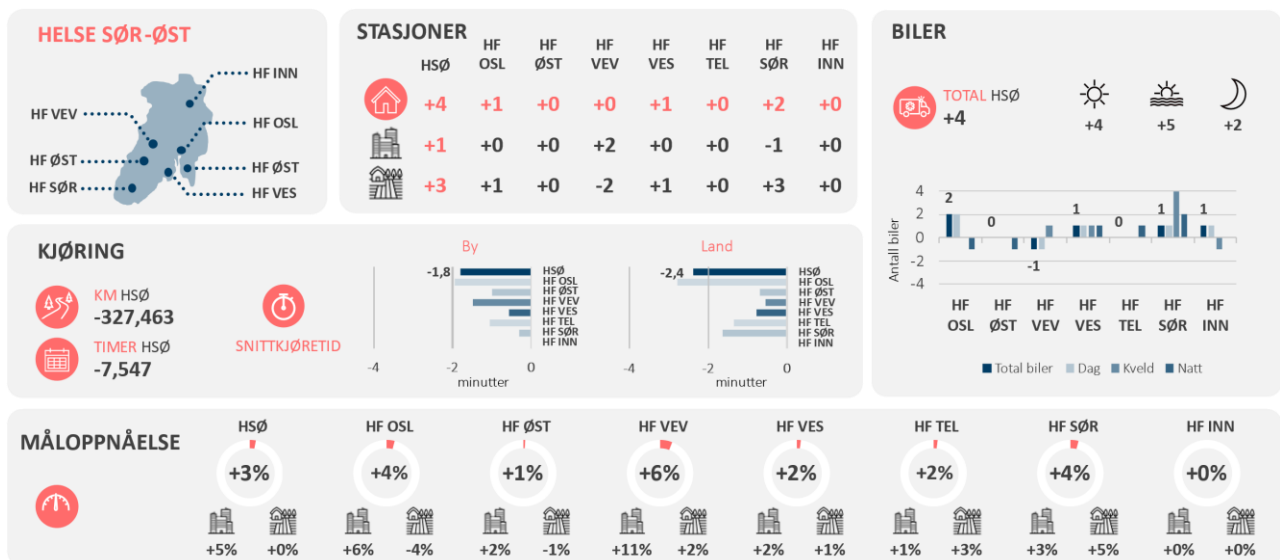 HELSE SØR-ØST
HF INN
HF VEV
HF OSL
HF ØST
HF ØST
HF SØR
HF VES
STASJONER
HSØ HF OSL HF ØST HF VEV HF VES HF TEL HF SØR HF INN
+4 +1 +0 +0 +1 +0 +2 +0
+1 +0 +0 +2 +0 +0 -1 +0
+3 +1 +0 -2 +1 +0 +3 +0
BILER
TOTAL HSØ
+4
+4 +5 +2
Antall biler
4
2
0
-2
-4
2 0 -1 1 0 1 1
HF OSL HF ØST HF VEV HF VES HF TEL HF SØR HF INN
Total biler Dag Kveld Natt
KJØRING
KM HSØ
-327,463
TIMER HSØ
-7,547
SNITTKJØRETID
By
-1,8
HSØ
HF OSL
HF ØST
HF VEV
HF VES
HF TEL
HF SØR
HF INN
-4 -2 0
minutter
Land
-2,4
HSØ
HF OSL
HF ØST
HF VEV
HF VES
HF TEL
HF SØR
HF INN
-4 -2 0
minutter
MÅLOPPNÅELSE
HSØ HF OSL HF ØST HF VEV HF VES HF TEL HF SØR HF INN
+3% +4% +1% +6% +2% +2% +4% +0%
+5% +0% +6% -4% +2% -1% +11% +2% +2% +1% +1% +3% +3% +5% +0% +0%